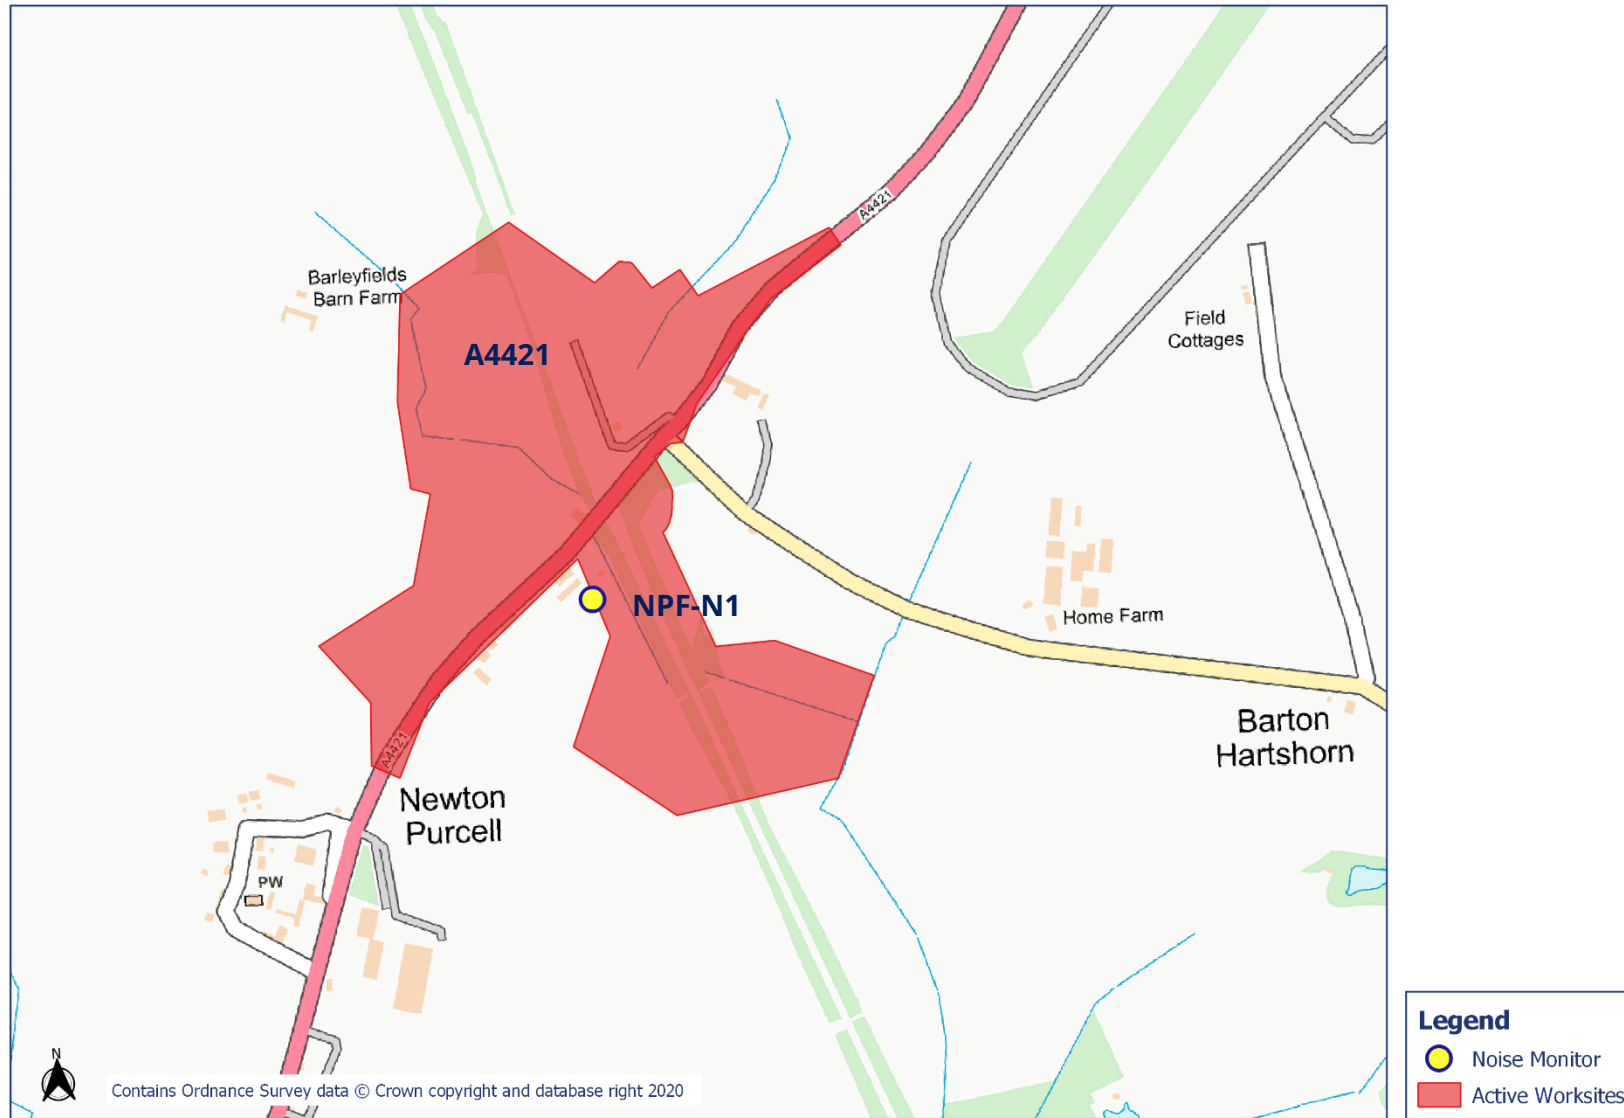 A4421
Barleyfields
Barn Farm
A4421
Field
Cottages
NPF-N1
Home Farm
A4421
Barton
Hartshorn
Newton
Purcell
PW
N
Contains Ordnance Survey data © Crown copyright and database right 2020
Legend
Noise Monitor
Active Worksites